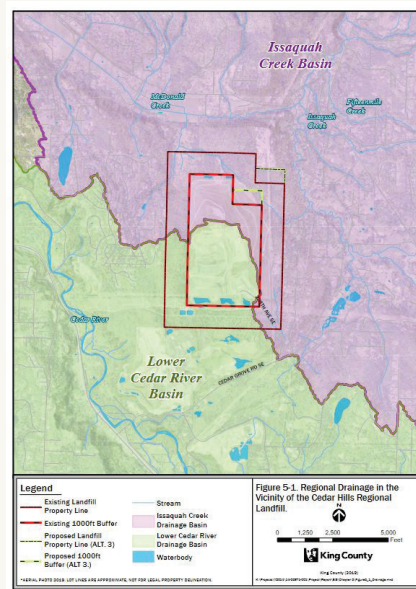 Issaquah
Creek Basin
McDonald
Creek
Fifteenmile
Creek
Issaquah
Creek
Cedar River
Lower
Cedar River
Basin
CEDAR GROVE RD SE
Legend
Existing Landfill
Property Line
Existing 1000ft Buffer
Proposed Landfill
Property Line (ALT. 3)
Proposed 1000ft
Buffer (ALT. 3)
Stream
Issaquah Creek
Drainage Basin
Lower Cedar River
Drainage Basin
Waterbody
*AERIAL PHOTO 2019; LOT LINES ARE APPROXIMATE, NOT FOR LEGAL PROPERTY DELINEATION.
Figure 5-1. Regional Drainage in the
Vicinity of the Cedar Hills Regional
Landfill.
N
0 1,250 2,500 5,000
Feet
King County
King County (2019)